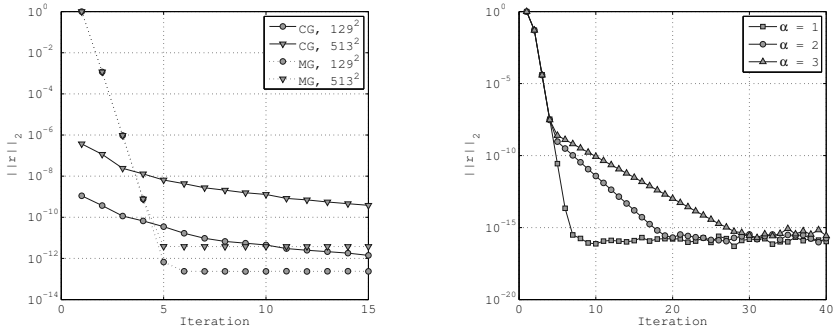 10^0
10^-2
10^-4
10^-6
10^-8
10^-10
10^-12
10^-14
||r||_2
0
5
10
15
Iteration
CG, 129^2
CG, 513^2
MG, 129^2
MG, 513^2
10^0
10^-5
10^-10
10^-15
10^-20
||r||_2
0
10
20
30
40
Iteration
α = 1
α = 2
α = 3